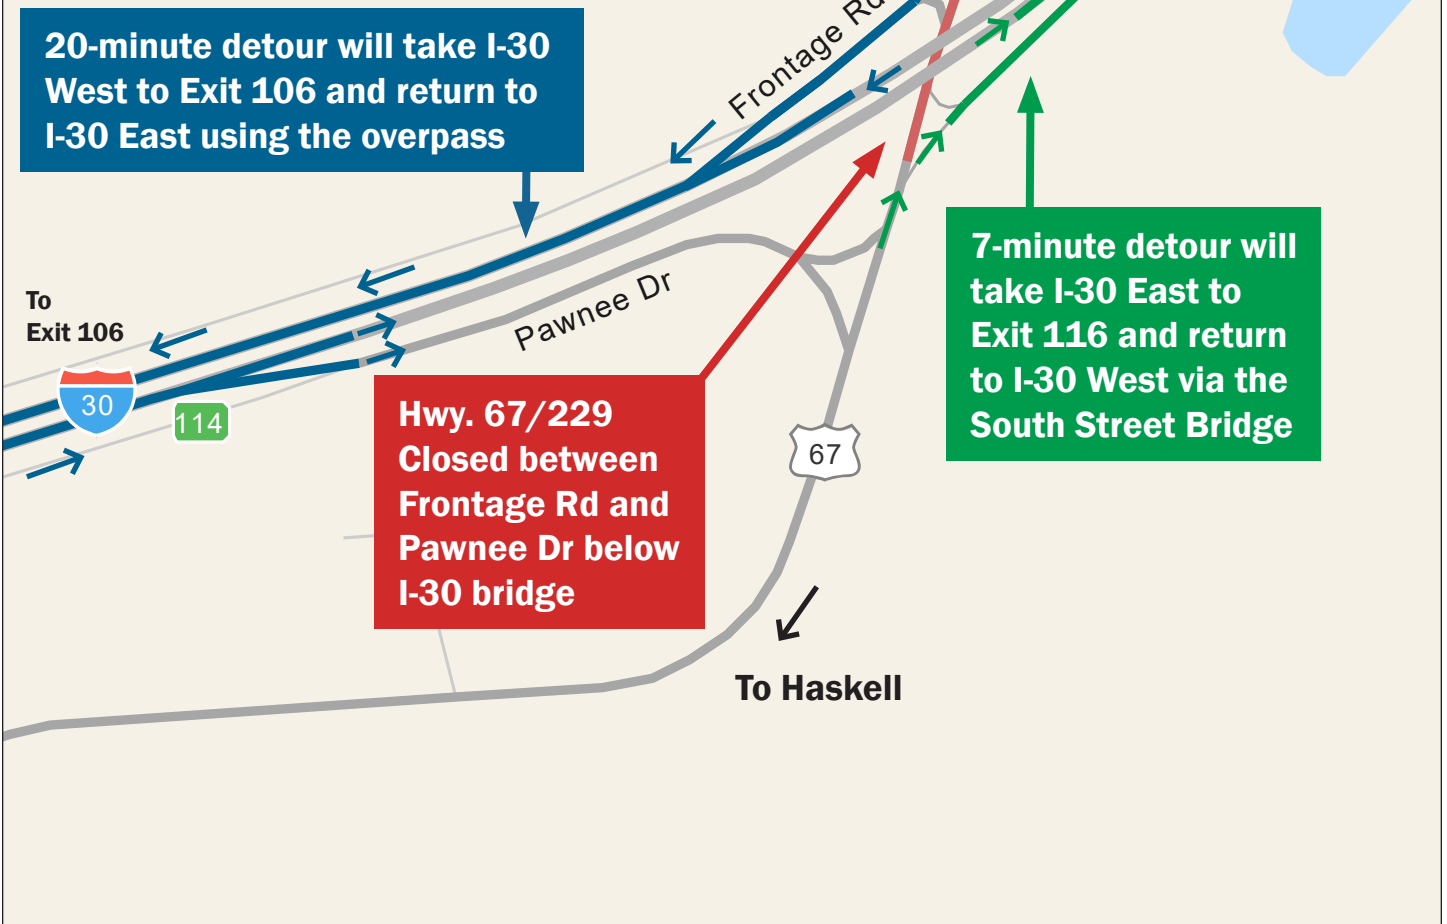 20-minute detour will take I-30
West to Exit 106 and return to
I-30 East using the overpass
Frontage Rd
7-minute detour will
take I-30 East to
Exit 116 and return
to I-30 West via the
South Street Bridge
To
Exit 106
Pawnee Dr
30
114
Hwy. 67/229
Closed between
Frontage Rd and
Pawnee Dr below
I-30 bridge
67
To Haskell